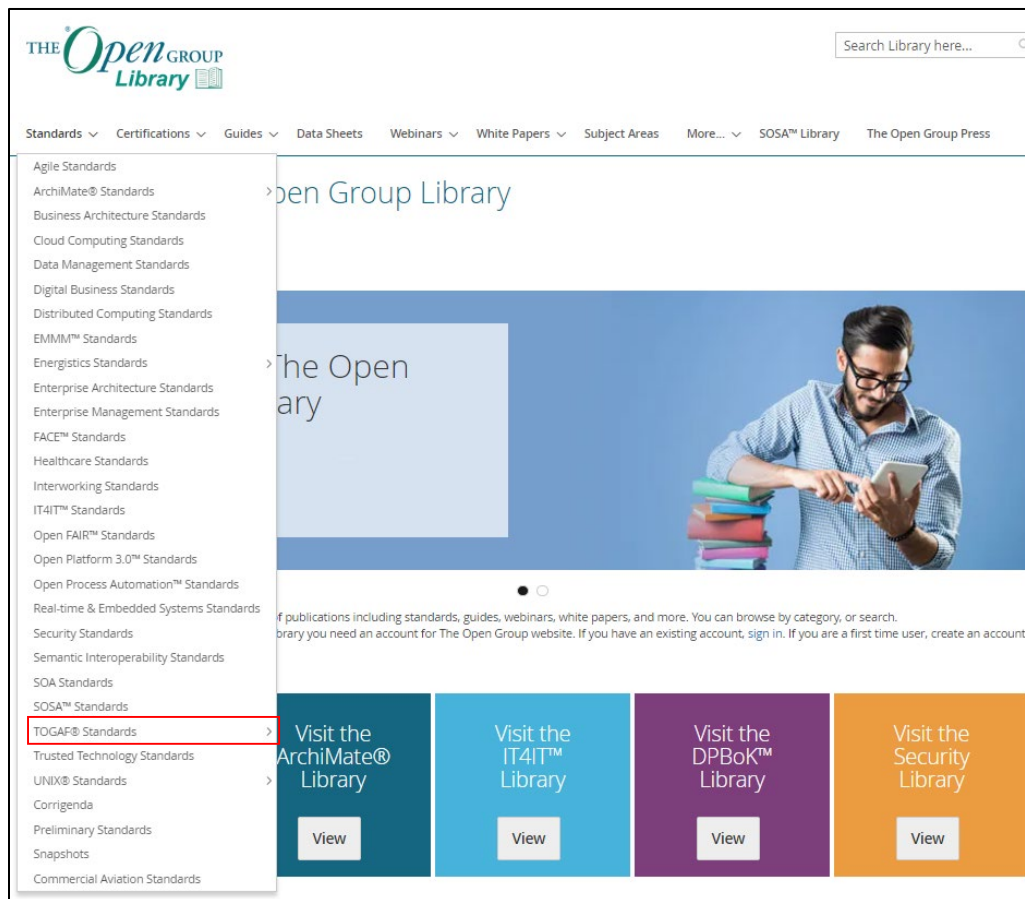 THE Open GROUP
Library
Search Library here...
Standards Certifications Guides Data Sheets Webinars White Papers Subject Areas More... SOSA™ Library The Open Group Press
Agile Standards
ArchiMate® Standards
Business Architecture Standards
Cloud Computing Standards
Data Management Standards
Digital Business Standards
Distributed Computing Standards
EMMM™ Standards
Energistics Standards
Enterprise Architecture Standards
Enterprise Management Standards
FACE™ Standards
Healthcare Standards
Interworking Standards
IT4IT™ Standards
Open FAIR™ Standards
Open Platform 3.0™ Standards
Open Process Automation™ Standards
Real-time & Embedded Systems Standards
Security Standards
Semantic Interoperability Standards
SOA Standards
SOSA™ Standards
TOGAF® Standards
Trusted Technology Standards
UNIX® Standards
Corrigenda
Preliminary Standards
Snapshots
Commercial Aviation Standards
pen Group Library
The Open
ary
of publications including standards, guides, webinars, white papers, and more. You can browse by category, or search.
brary you need an account for The Open Group website. If you have an existing account, sign in. If you are a first time user, create an account
Visit the
ArchiMate®
Library
View
Visit the
IT4IT™
Library
View
Visit the
DPBoK™
Library
View
Visit the
Security
Library
View